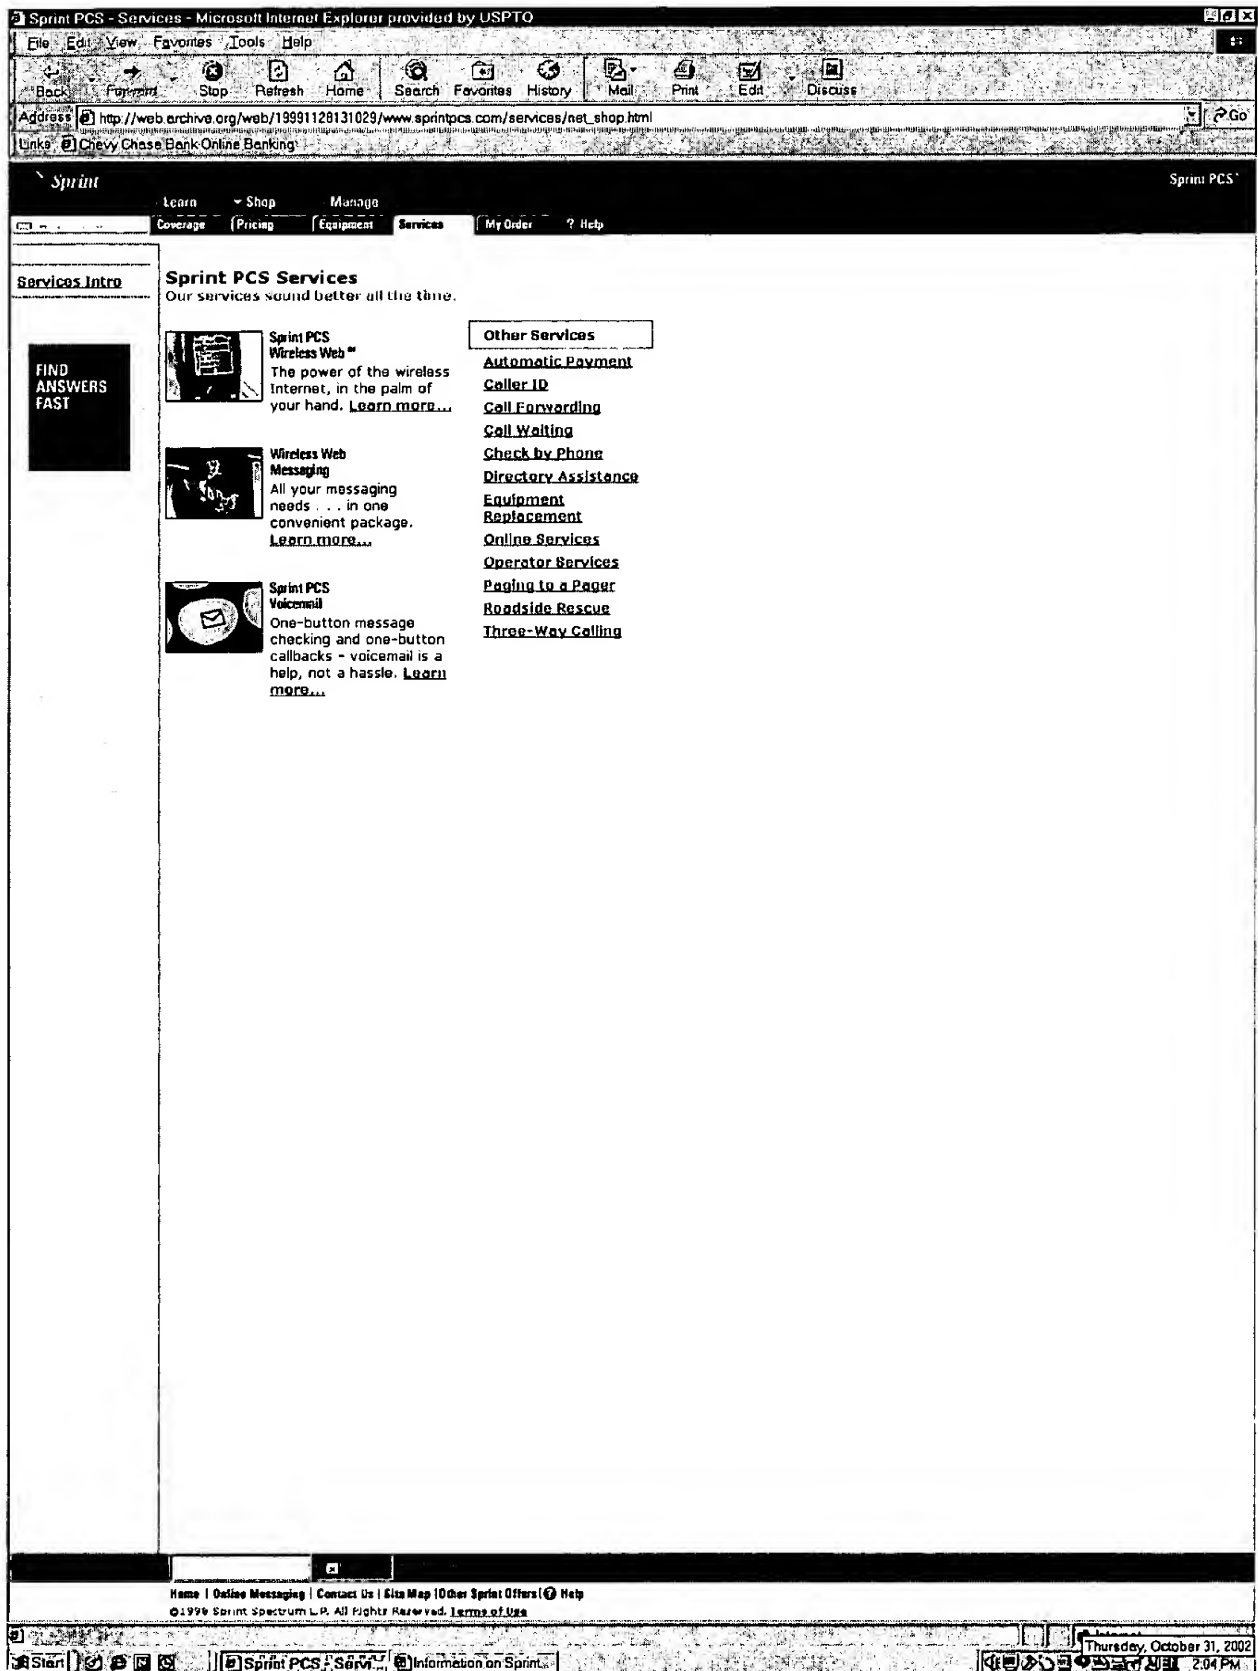 Sprint PCS - Services - Microsoft Internet Explorer provided by USPTO
File Edit View Favorites Tools Help
Back Forward Stop Refresh Home Search Favorites History Mail Print Edit Discuss
Address http://web.archive.org/web/19991128131029/www.sprintpcs.com/services/net_shop.html Go
Links Chevy Chase Bank Online Banking
Sprint
Sprint PCS
Learn Shop Manage
Coverage Pricing Equipment Services My Order ? Help
Services Intro
FIND
ANSWERS
FAST
Sprint PCS Services
Our services sound better all the time.
Sprint PCS
Wireless Web℠
The power of the wireless
Internet, in the palm of
your hand. Learn more...
Wireless Web
Messaging
All your messaging
needs . . . in one
convenient package.
Learn more...
Sprint PCS
Voicemail
One-button message
checking and one-button
callbacks - voicemail is a
help, not a hassle. Learn
more...
Other Services
Automatic Payment
Caller ID
Call Forwarding
Call Waiting
Check by Phone
Directory Assistance
Equipment
Replacement
Online Services
Operator Services
Paging to a Pager
Roadside Rescue
Three-Way Calling
Home | Online Messaging | Contact Us | Site Map | Other Sprint Offers | Help
©1999 Sprint Spectrum L.P. All Rights Reserved. Terms of Use
Internet
Thursday, October 31, 2002
Start Sprint PCS - Servi... Information on Sprint... 2:04 PM